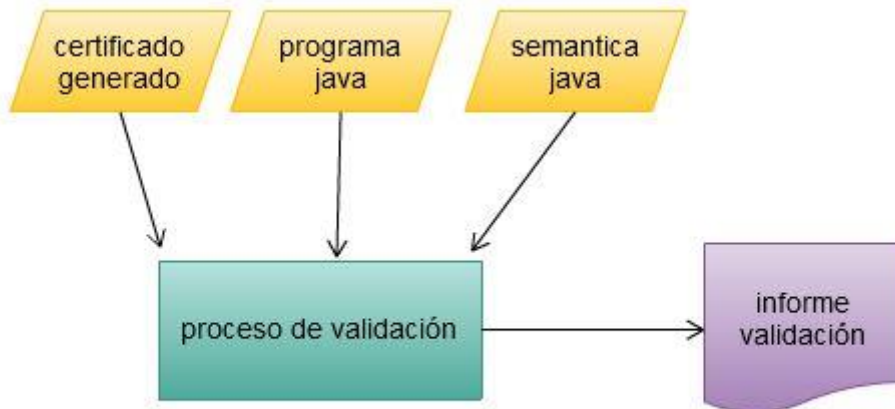 certificado
generado
programa
java
semantica
java
proceso de validación
informe
validación